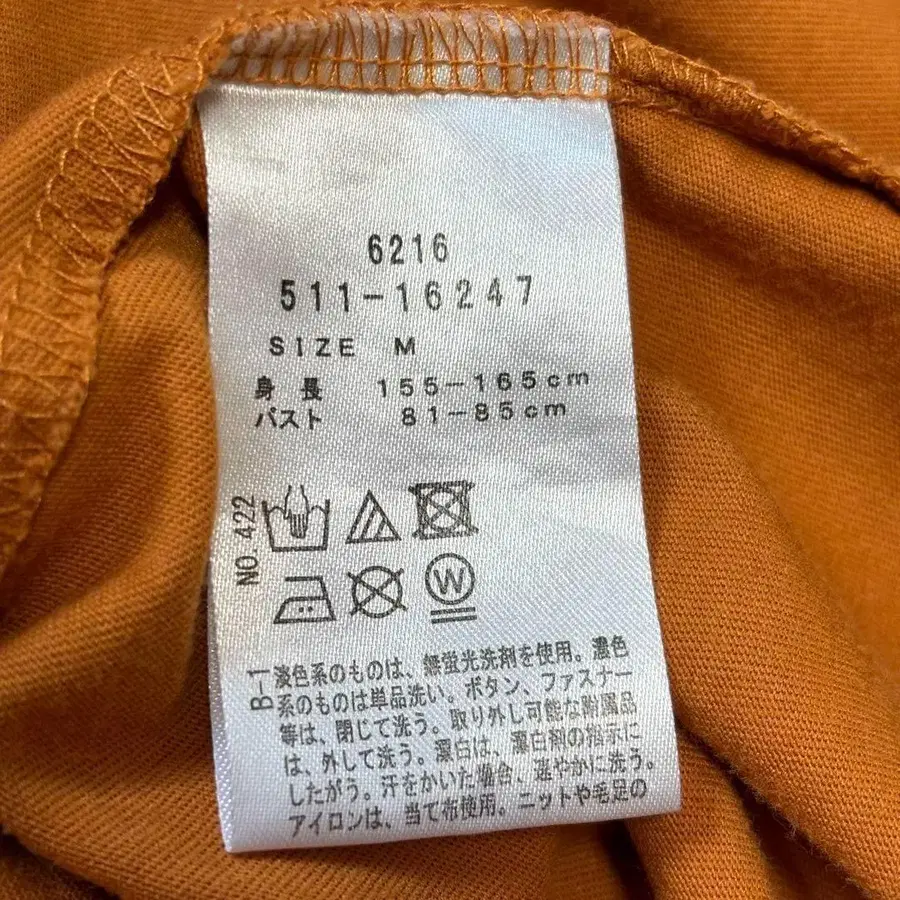 6216
511-16247
SIZE M
身長 155-165cm
バスト 81-85cm
NO.422
W
B-1
淡色系のものは、無蛍光洗剤を使用。濃色
系のものは単品洗い。ボタン、ファスナー
等は、閉じて洗う。取り外し可能な附属品
は、外して洗う。漂白は、漂白剤の指示に
したがう。汗をかいた場合、速やかに洗う。
アイロンは、当て布使用。ニットや毛足の